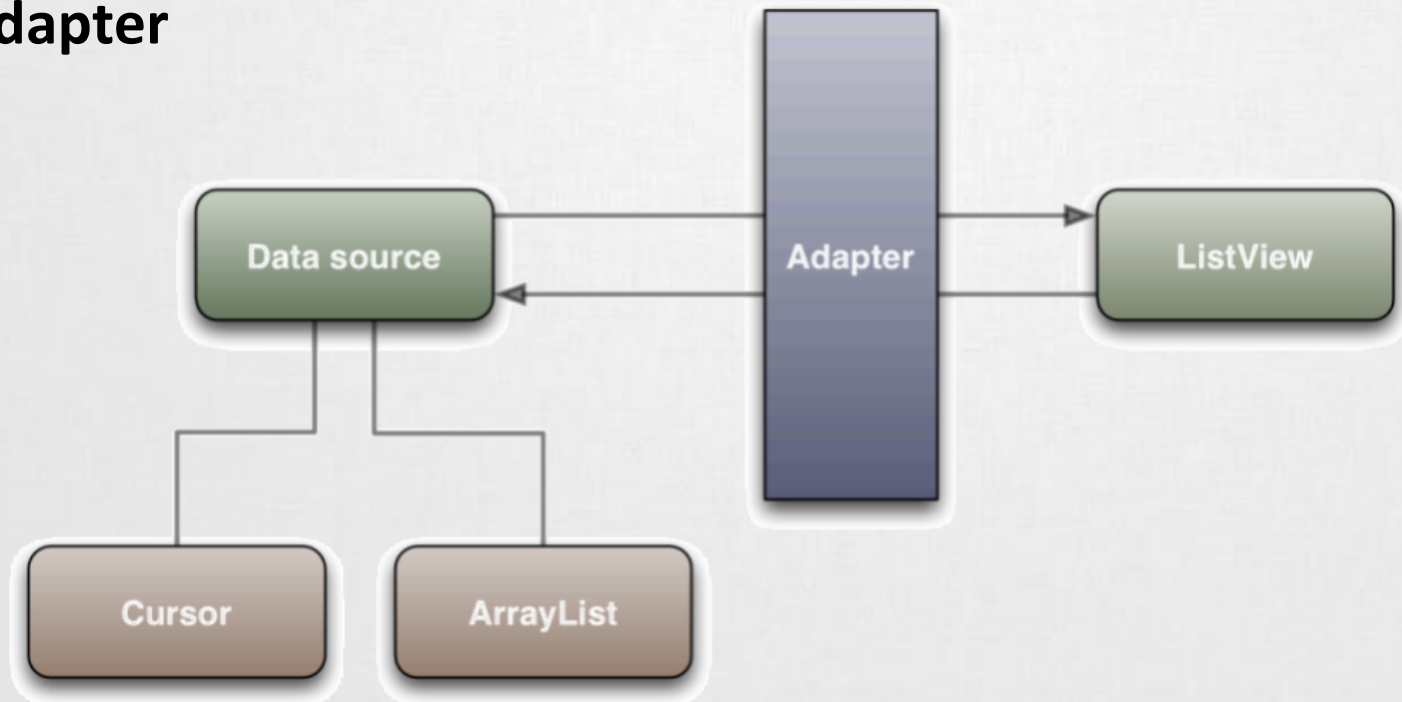 dapter
Data source
Adapter
ListView
Cursor
ArrayList